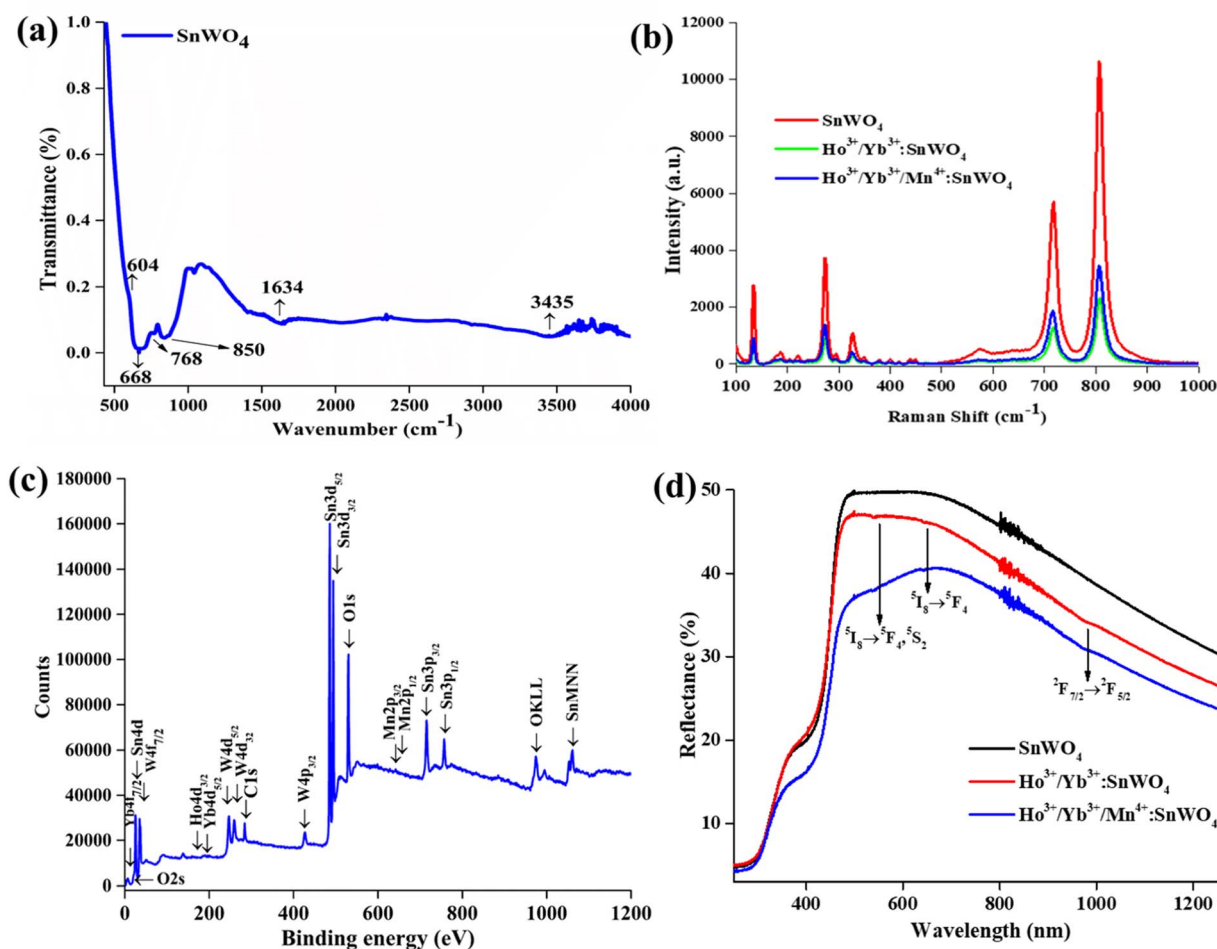 (a)
SnWO₄
Transmittance (%)
1.0
0.8
0.6
0.4
0.2
0.0
604
668
768
850
1634
3435
500 1000 1500 2000 2500 3000 3500 4000
Wavenumber (cm⁻¹)
(b)
SnWO₄
Ho³⁺/Yb³⁺:SnWO₄
Ho³⁺/Yb³⁺/Mn⁴⁺:SnWO₄
Intensity (a.u.)
12000
10000
8000
6000
4000
2000
0
100 200 300 400 500 600 700 800 900 1000
Raman Shift (cm⁻¹)
(c)
Counts
180000
160000
140000
120000
100000
80000
60000
40000
20000
0
Yb4f₇/₂
Sn4d
W4f₇/₂
O2s
Ho4d₃/₂
Yb4d₅/₂
W4d₅/₂
W4d₃₂
C1S
W4p₃/₂
Sn3d₅/₂
Sn3d₃/₂
O1s
Mn2p₃/₂
Mn2p₁/₂
Sn3p₃/₂
Sn3p₁/₂
OKLL
SnMNN
0 200 400 600 800 1000 1200
Binding energy (eV)
(d)
Reflectance (%)
50
40
30
20
10
⁵I₈→⁵F₄,⁵S₂
⁵I₈→⁵F₄
²F₇/₂→²F₅/₂
SnWO₄
Ho³⁺/Yb³⁺:SnWO₄
Ho³⁺/Yb³⁺/Mn⁴⁺:SnWO₄
400 600 800 1000 1200
Wavelength (nm)